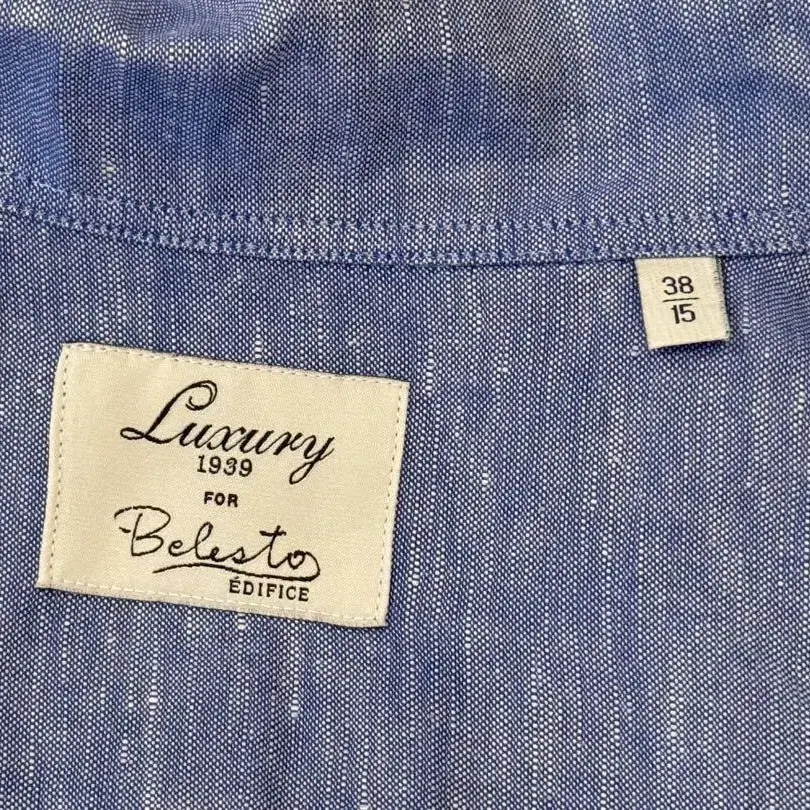 38
15
Luxury
1939
FOR
Belesto
ÉDIFICE